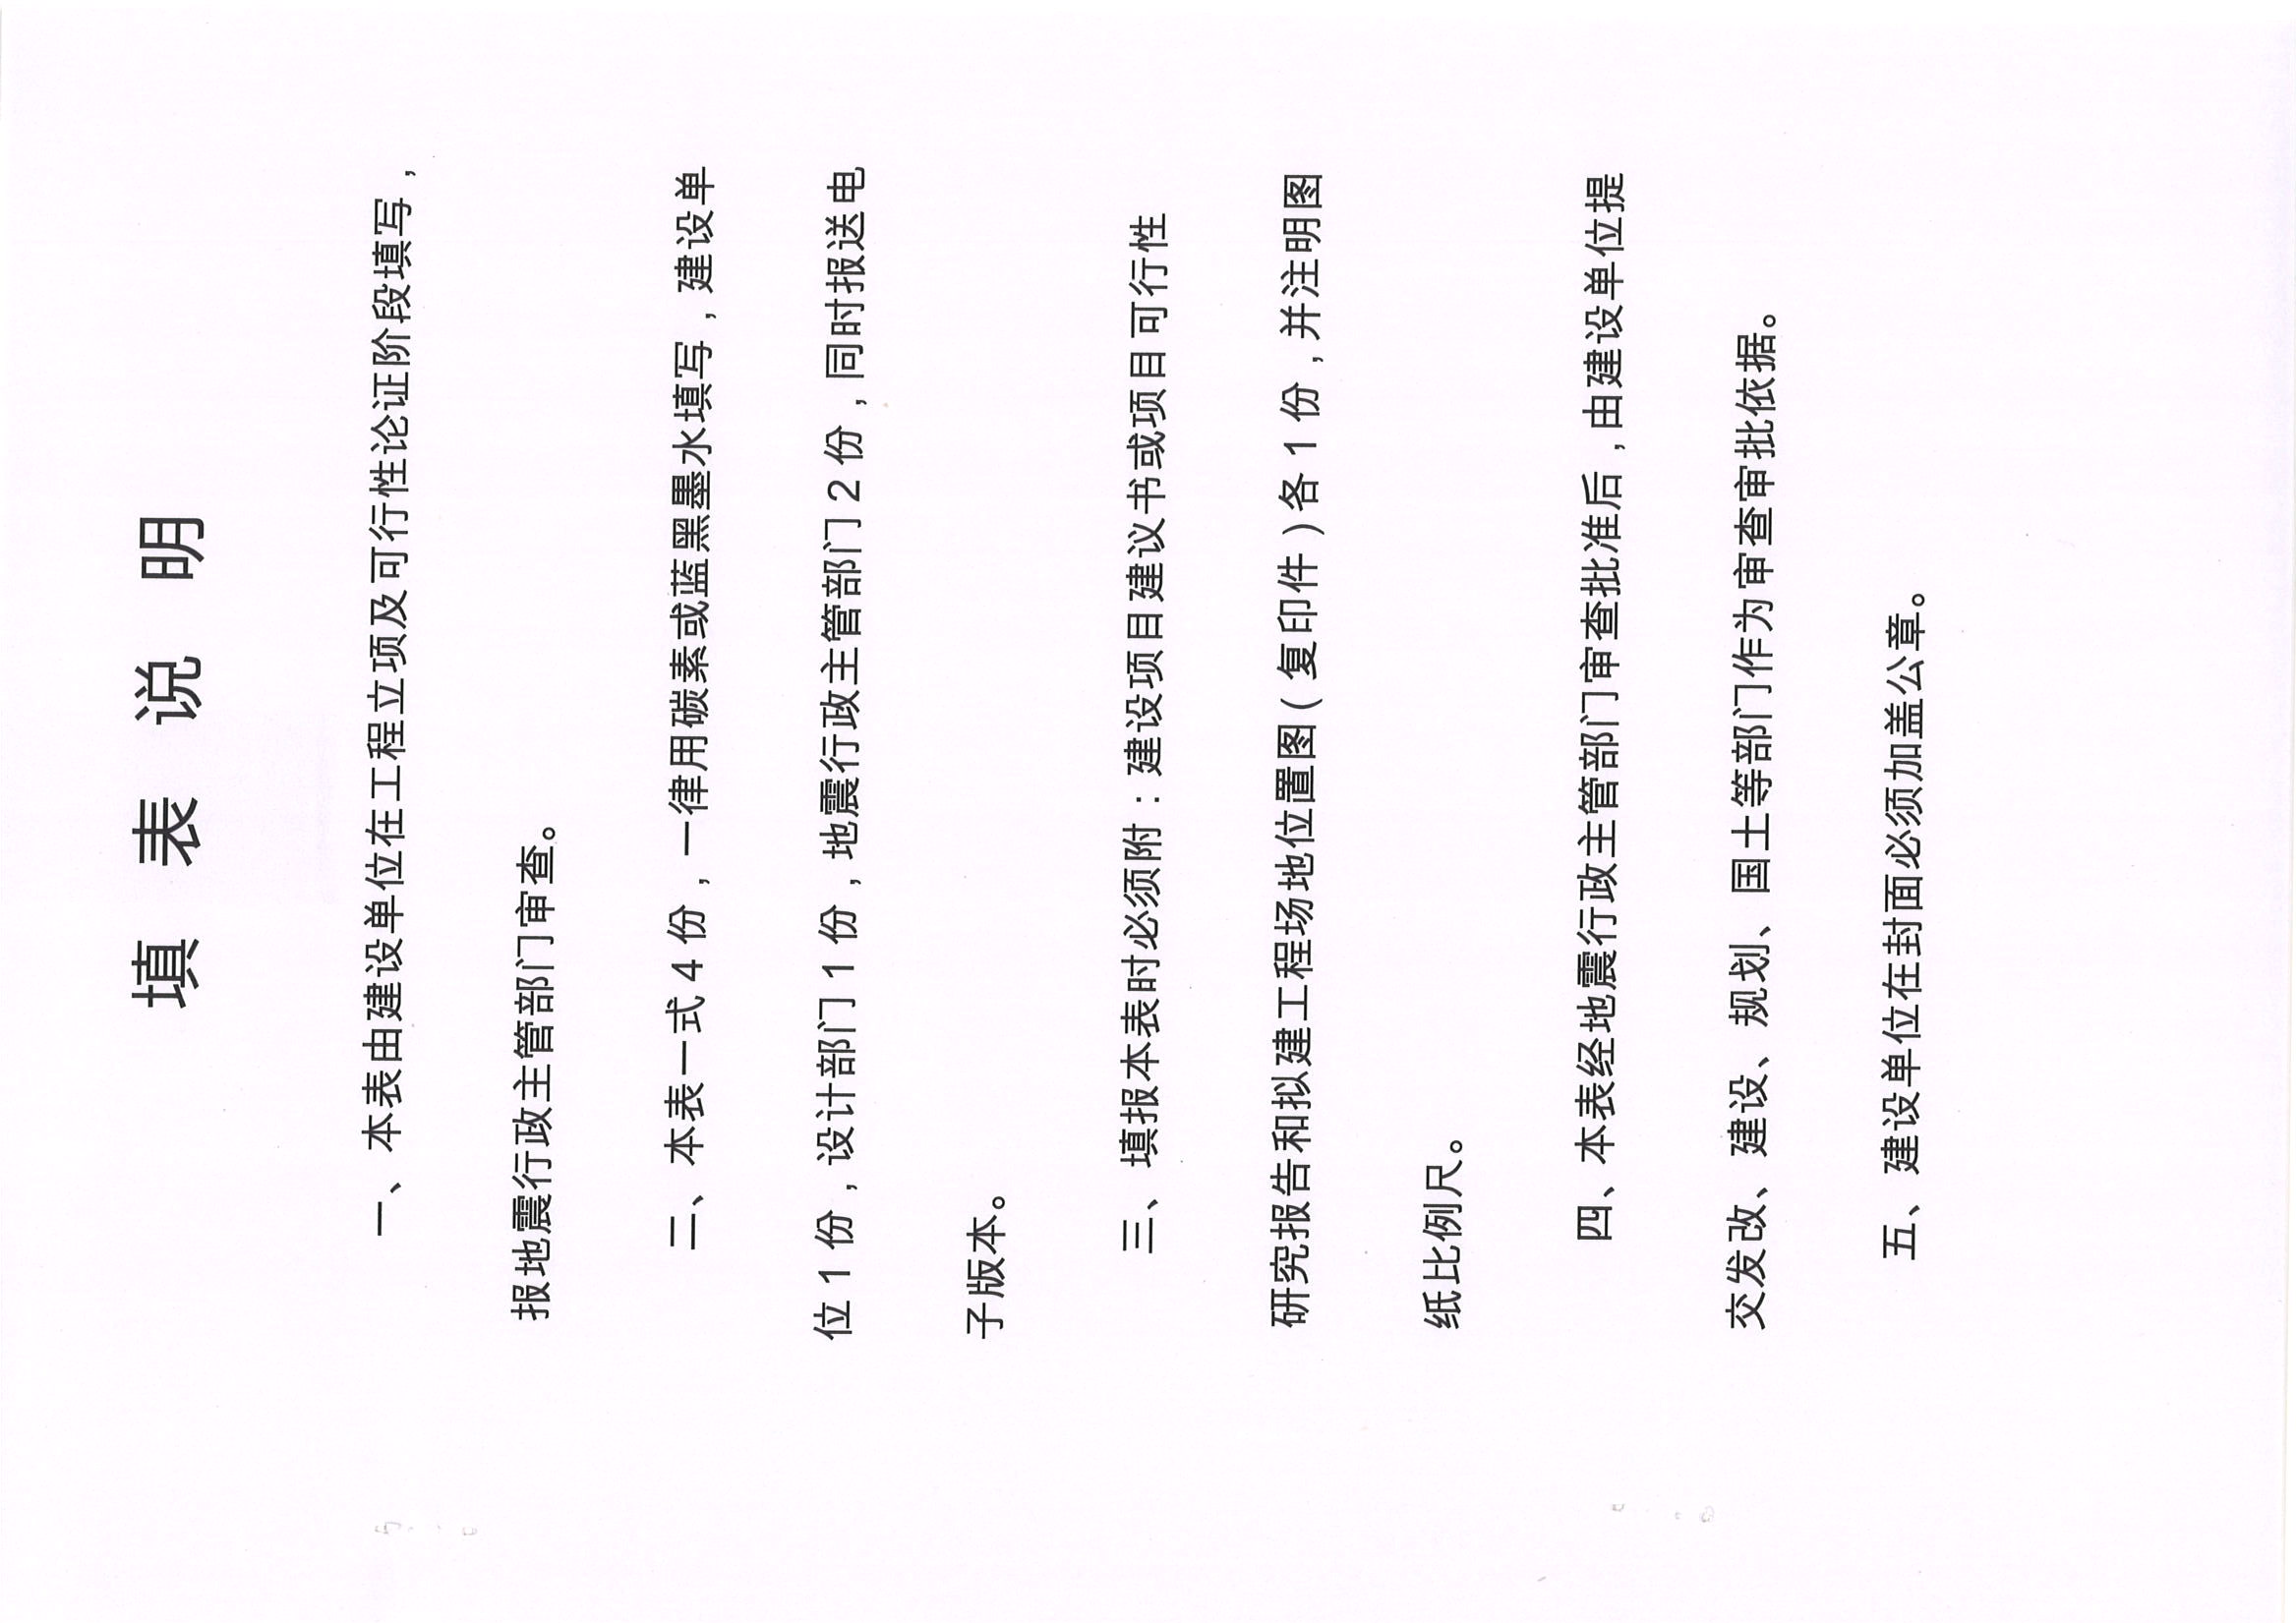 填表说明
一、本表由建设单位在工程立项及可行性论证阶段填写，
报地震行政主管部门审查。
二、本表一式4份，一律用碳素或蓝黑墨水填写，建设单
位1份，设计部门1份，地震行政主管部门2份，同时报送电
子版本。
三、填报本表时必须附：建设项目建议书或项目可行性
研究报告和拟建工程场地位置图（复印件）各1份，并注明图
纸比例尺。
四、本表经地震行政主管部门审查批准后，由建设单位提
交发改、建设、规划、国土等部门作为审查审批依据。
五、建设单位在封面必须加盖公章。